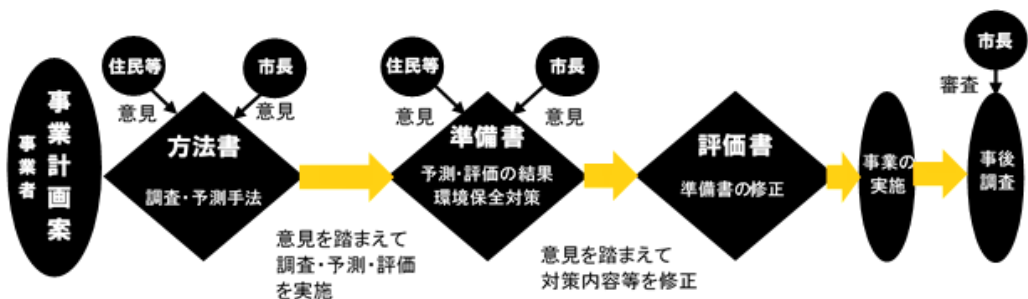 事業計画案
事業者
住民等
意見
市長
意見
方法書
調査・予測手法
意見を踏まえて
調査・予測・評価
を実施
住民等
意見
市長
意見
準備書
予測・評価の結果
環境保全対策
意見を踏まえて
対策内容等を修正
評価書
準備書の修正
事業の
実施
市長
審査
事後
調査